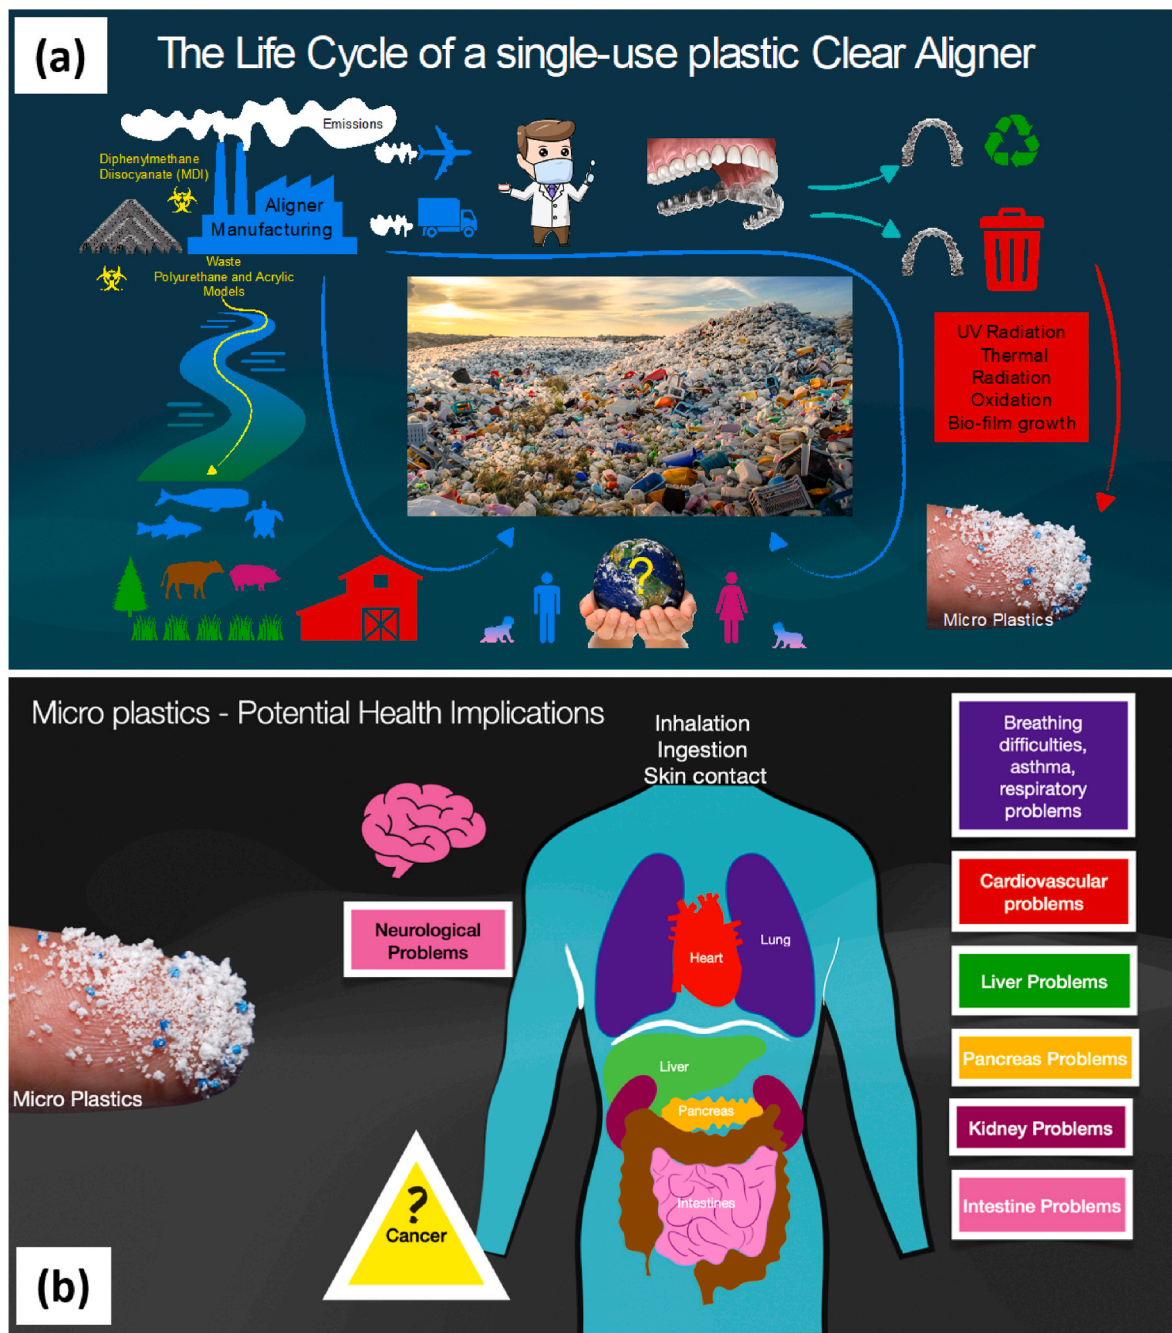 (a)
The Life Cycle of a single-use plastic Clear Aligner
Emissions
Diphenylmethane
Diisocyanate (MDI)
Aligner
Manufacturing
Waste
Polyurethane and Acrylic
Models
UV Radiation
Thermal
Radiation
Oxidation
Bio-film growth
?
Micro Plastics
Micro plastics - Potential Health Implications
Inhalation
Ingestion
Skin contact
Breathing
difficulties,
asthma,
respiratory
problems
Neurological
Problems
Cardiovascular
problems
Lung
Heart
Liver Problems
Liver
Pancreas Problems
Micro Plastics
Pancreas
Kidney Problems
Intestines
Intestine Problems
?
Cancer
(b)